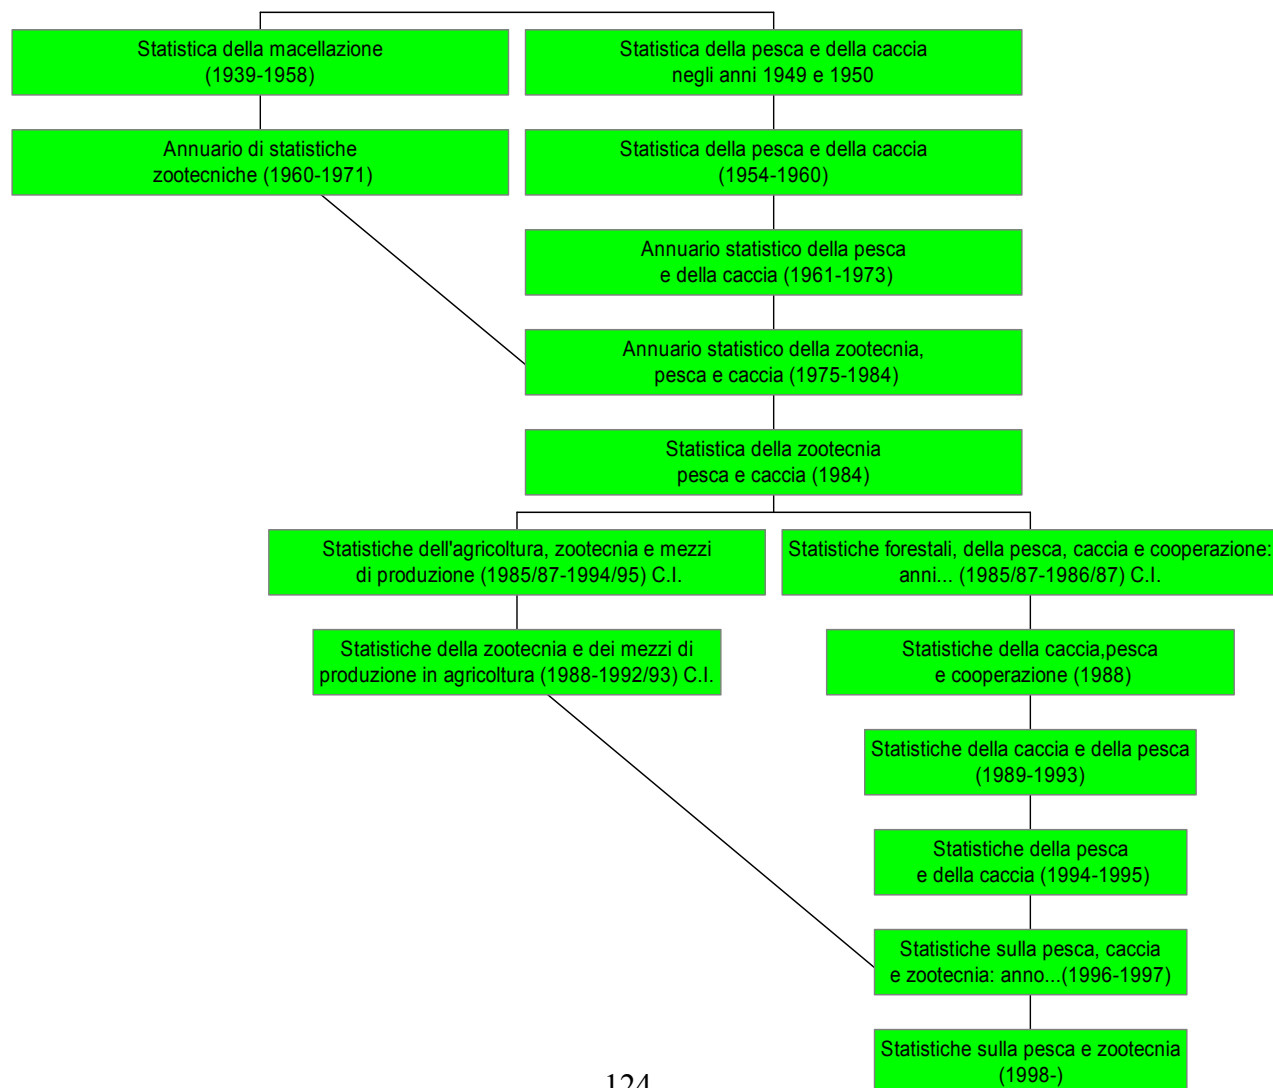 Statistica della macellazione
(1939-1958)
Statistica della pesca e della caccia
negli anni 1949 e 1950
Annuario di statistiche
zootecniche (1960-1971)
Statistica della pesca e della caccia
(1954-1960)
Annuario statistico della pesca
e della caccia (1961-1973)
Annuario statistico della zootecnia,
pesca e caccia (1975-1984)
Statistica della zootecnia
pesca e caccia (1984)
Statistiche dell'agricoltura, zootecnia e mezzi
di produzione (1985/87-1994/95) C.I.
Statistiche forestali, della pesca, caccia e cooperazione:
anni... (1985/87-1986/87) C.I.
Statistiche della zootecnia e dei mezzi di
produzione in agricoltura (1988-1992/93) C.I.
Statistiche della caccia,pesca
e cooperazione (1988)
Statistiche della caccia e della pesca
(1989-1993)
Statistiche della pesca
e della caccia (1994-1995)
Statistiche sulla pesca, caccia
e zootecnia: anno...(1996-1997)
Statistiche sulla pesca e zootecnia
(1998-)
124